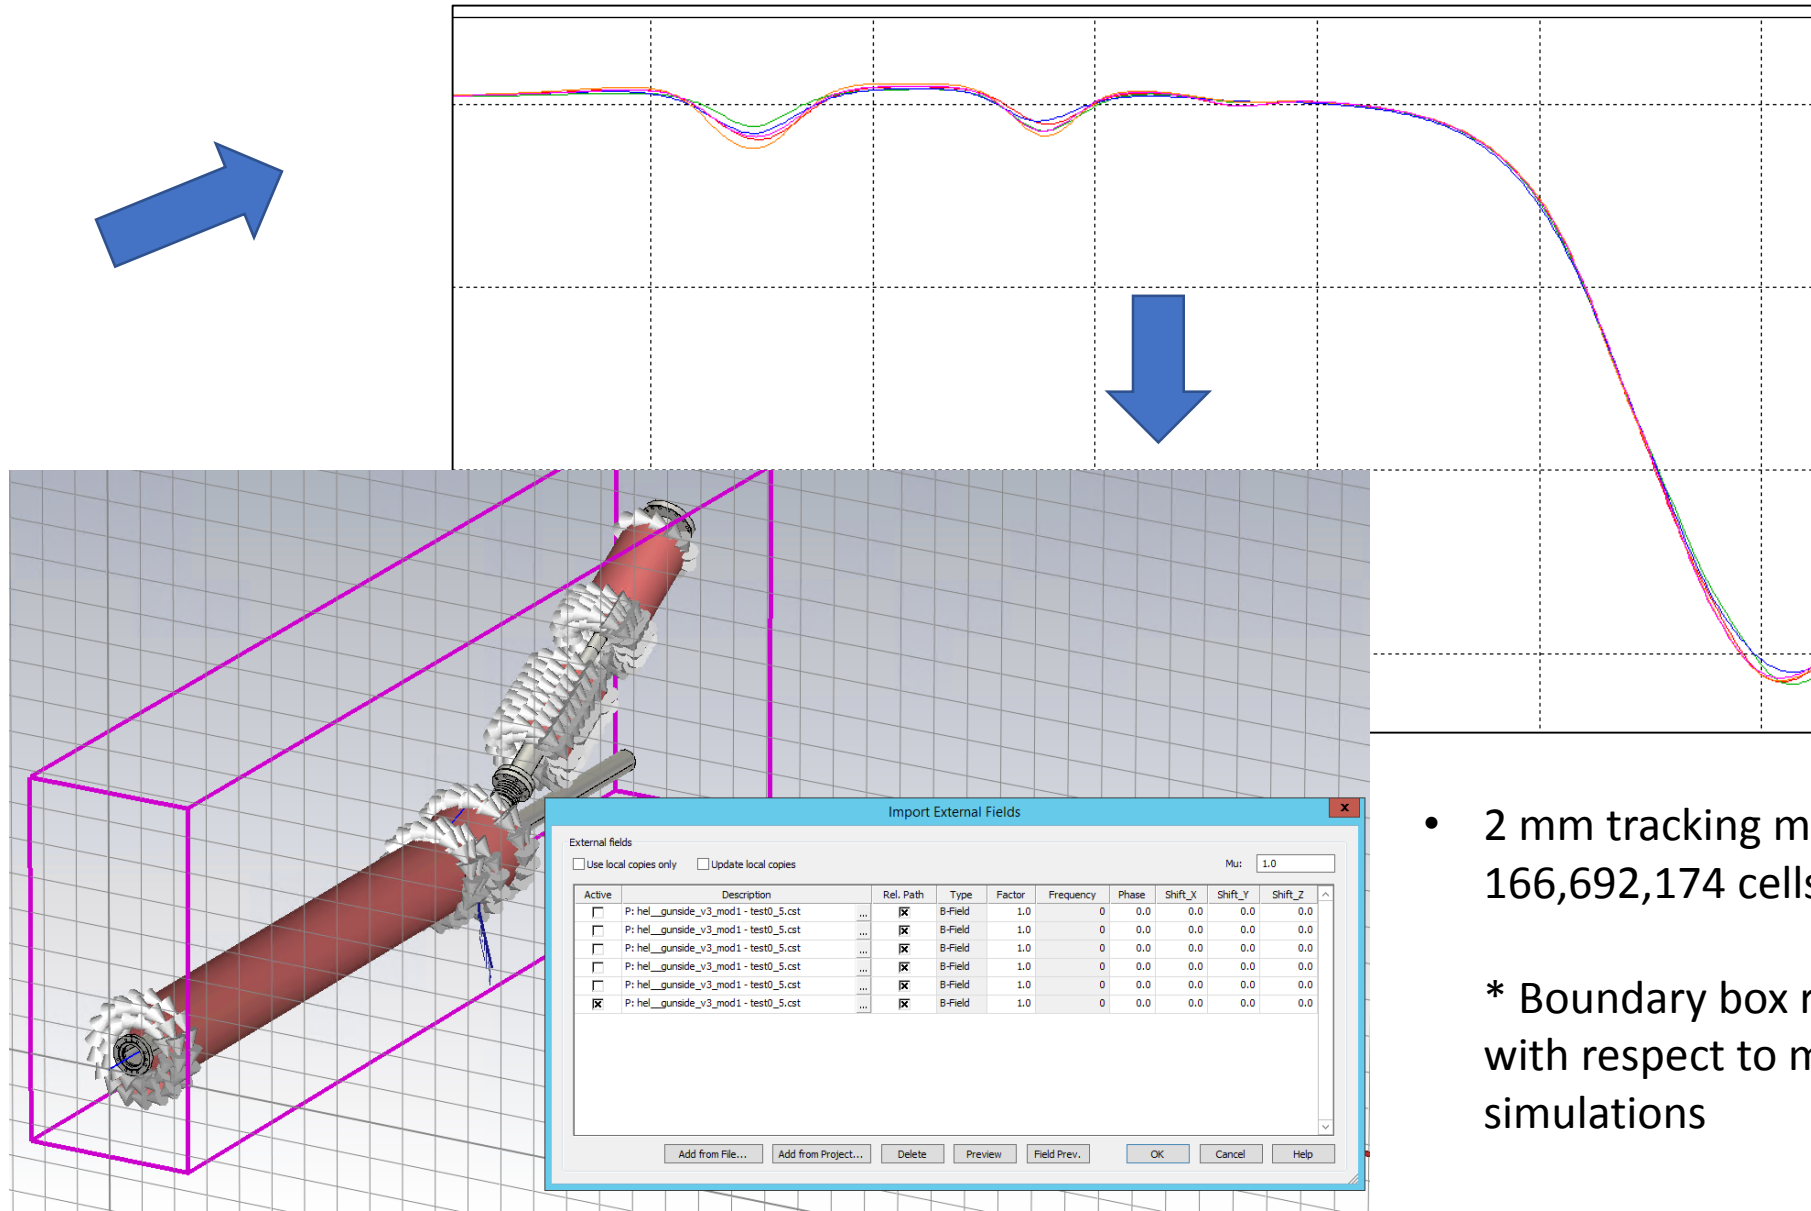 Import External Fields
x
External fields
Use local copies only Update local copies Mu: 1.0
Active Description Rel. Path Type Factor Frequency Phase Shift_X Shift_Y Shift_Z
P: hel__gunside_v3_mod1 - test0_5.cst ... B-Field 1.0 0 0.0 0.0 0.0 0.0
P: hel__gunside_v3_mod1 - test0_5.cst ... B-Field 1.0 0 0.0 0.0 0.0 0.0
P: hel__gunside_v3_mod1 - test0_5.cst ... B-Field 1.0 0 0.0 0.0 0.0 0.0
P: hel__gunside_v3_mod1 - test0_5.cst ... B-Field 1.0 0 0.0 0.0 0.0 0.0
P: hel__gunside_v3_mod1 - test0_5.cst ... B-Field 1.0 0 0.0 0.0 0.0 0.0
P: hel__gunside_v3_mod1 - test0_5.cst ... B-Field 1.0 0 0.0 0.0 0.0 0.0
Add from File... Add from Project... Delete Preview Field Prev. OK Cancel Help
• 2 mm tracking m
166,692,174 cells
* Boundary box r
with respect to m
simulations